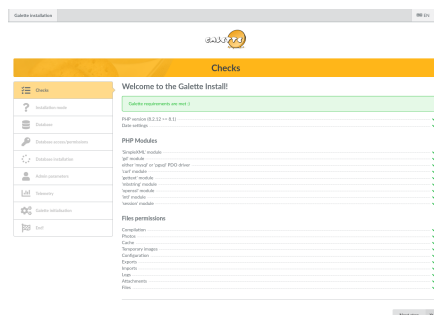 Galette installation
EN
GALETTE
Checks
Checks
Installation mode
Database
Database access/permissions
Database installation
Admin parameters
Telemetry
Galette initialisation
End!
Welcome to the Galette Install!
Galette requirements are met :)
PHP version (8.2.12 >= 8.1)
Date settings
PHP Modules
'SimpleXML' module
'gd' module
either 'mysql' or 'pgsql' PDO driver
'curl' module
'gettext' module
'mbstring' module
'openssl' module
'intl' module
'session' module
Files permissions
Compilation
Photos
Cache
Temporary images
Configuration
Exports
Imports
Logs
Attachments
Files